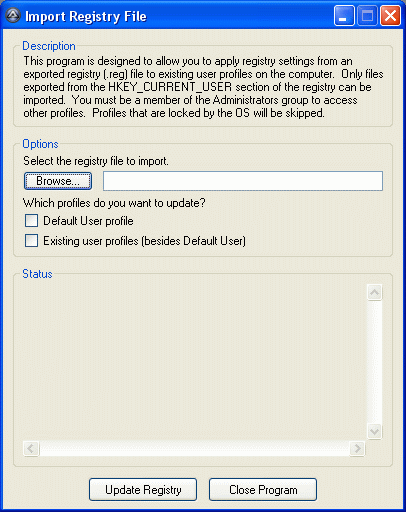 Import Registry File
Description
This program is designed to allow you to apply registry settings from an
exported registry (.reg) file to existing user profiles on the computer.  Only files
exported from the HKEY_CURRENT_USER section of the registry can be
imported.  You must be a member of the Administrators group to access
other profiles.  Profiles that are locked by the OS will be skipped.
Options
Select the registry file to import.
Browse...
Which profiles do you want to update?
Default User profile
Existing user profiles (besides Default User)
Status
Update Registry
Close Program